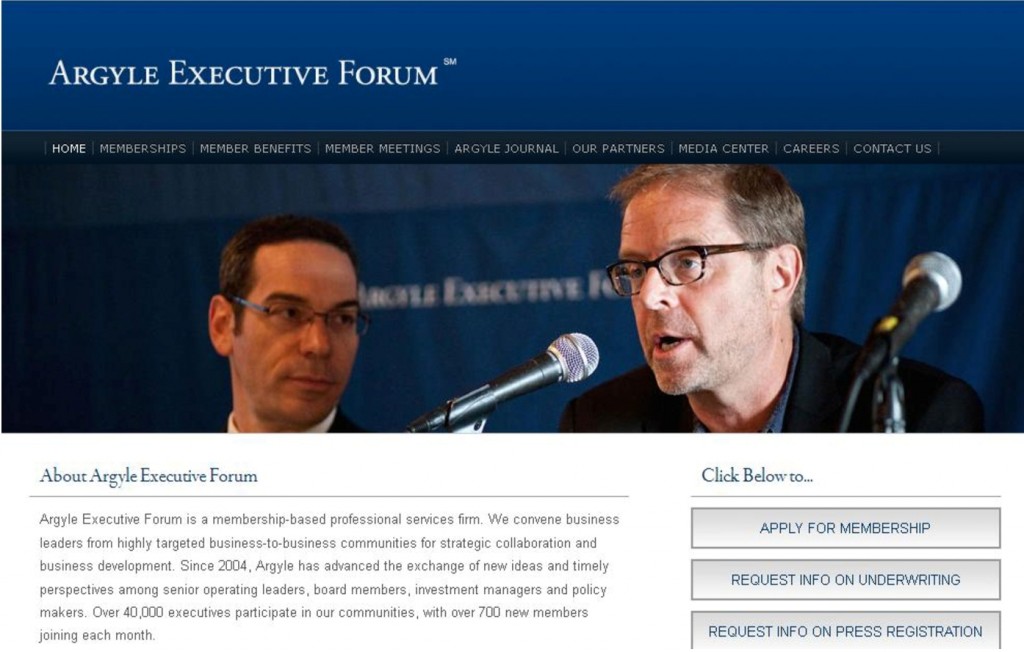 ARGYLE EXECUTIVE FORUM SM
HOME | MEMBERSHIPS | MEMBER BENEFITS | MEMBER MEETINGS | ARGYLE JOURNAL | OUR PARTNERS | MEDIA CENTER | CAREERS | CONTACT US
ARGYLE EXECUTIVE FO
About Argyle Executive Forum
Argyle Executive Forum is a membership-based professional services firm. We convene business
leaders from highly targeted business-to-business communities for strategic collaboration and
business development. Since 2004, Argyle has advanced the exchange of new ideas and timely
perspectives among senior operating leaders, board members, investment managers and policy
makers. Over 40,000 executives participate in our communities, with over 700 new members
joining each month.
Click Below to...
APPLY FOR MEMBERSHIP
REQUEST INFO ON UNDERWRITING
REQUEST INFO ON PRESS REGISTRATION